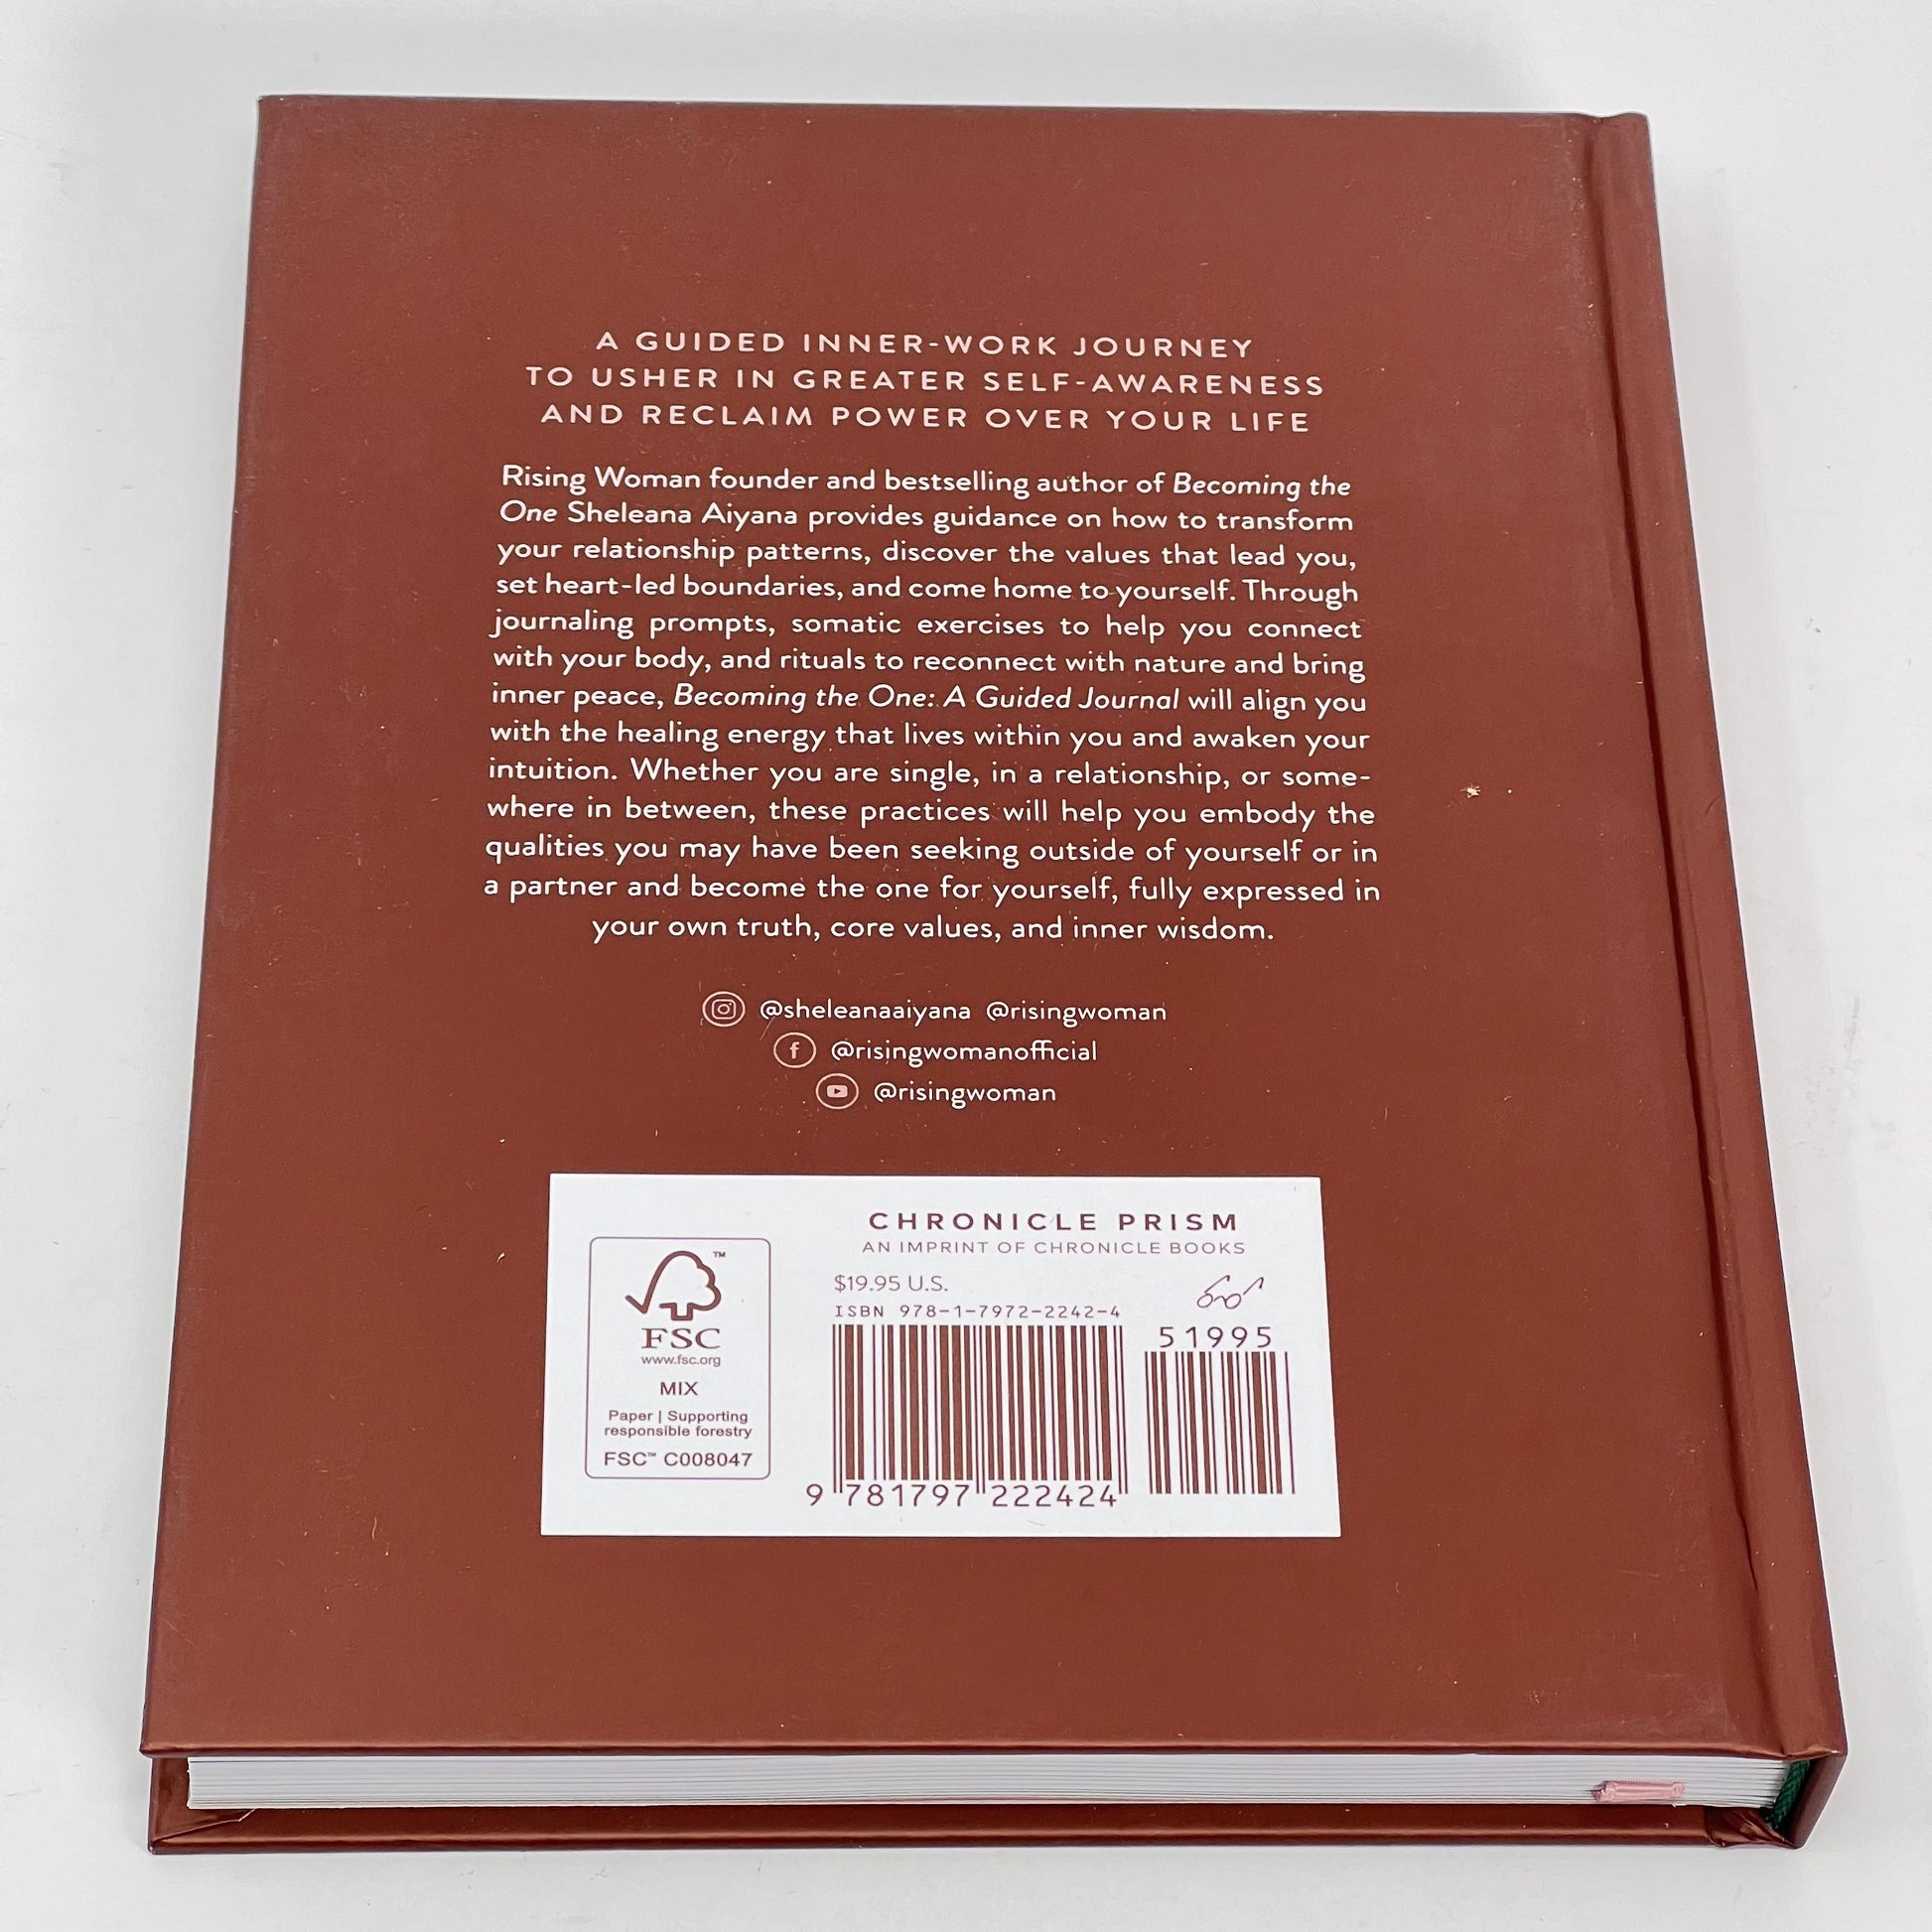 A GUIDED INNER-WORK JOURNEY
TO USHER IN GREATER SELF-AWARENESS
AND RECLAIM POWER OVER YOUR LIFE
Rising Woman founder and bestselling author of Becoming the
One Sheleana Aiyana provides guidance on how to transform
your relationship patterns, discover the values that lead you,
set heart-led boundaries, and come home to yourself. Through
journaling prompts, somatic exercises to help you connect
with your body, and rituals to reconnect with nature and bring
inner peace, Becoming the One: A Guided Journal will align you
with the healing energy that lives within you and awaken your
intuition. Whether you are single, in a relationship, or some-
where in between, these practices will help you embody the
qualities you may have been seeking outside of yourself or in
a partner and become the one for yourself, fully expressed in
your own truth, core values, and inner wisdom.
@sheleanaaiyana @risingwoman
@risingwomanofficial
@risingwoman
FSC
www.fsc.org
MIX
Paper | Supporting
responsible forestry
FSC™ C008047
CHRONICLE PRISM
AN IMPRINT OF CHRONICLE BOOKS
$19.95 U.S.
ISBN 978-1-7972-2242-4
51995
9 781797 222424